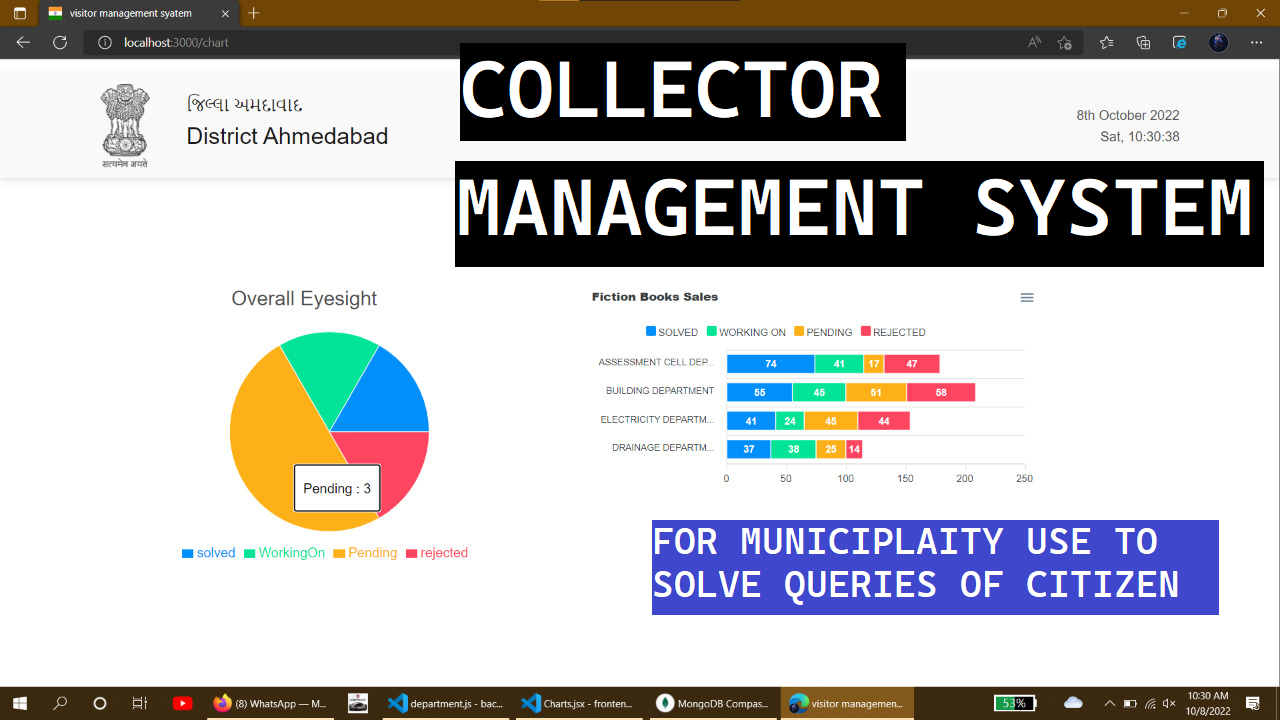 visitor management syatem
localhost:3000/chart
જિલ્લા અમદાવાદ
District Ahmedabad
सत्यमेव जयते
8th October 2022
Sat, 10:30:38
COLLECTOR
MANAGEMENT SYSTEM
Overall Eyesight
Pending : 3
solved WorkingOn Pending rejected
Fiction Books Sales
SOLVED WORKING ON PENDING REJECTED
ASSESSMENT CELL DEP... 74 41 17 47
BUILDING DEPARTMENT 55 45 51 58
ELECTRICITY DEPARTM... 41 24 45 44
DRAINAGE DEPARTM... 37 38 25 14
0 50 100 150 200 250
FOR MUNICIPLAITY USE TO
SOLVE QUERIES OF CITIZEN
(8) WhatsApp — M...
department.js - bac...
Charts.jsx - fronten...
MongoDB Compas...
visitor managemen...
53%
10:30 AM
10/8/2022